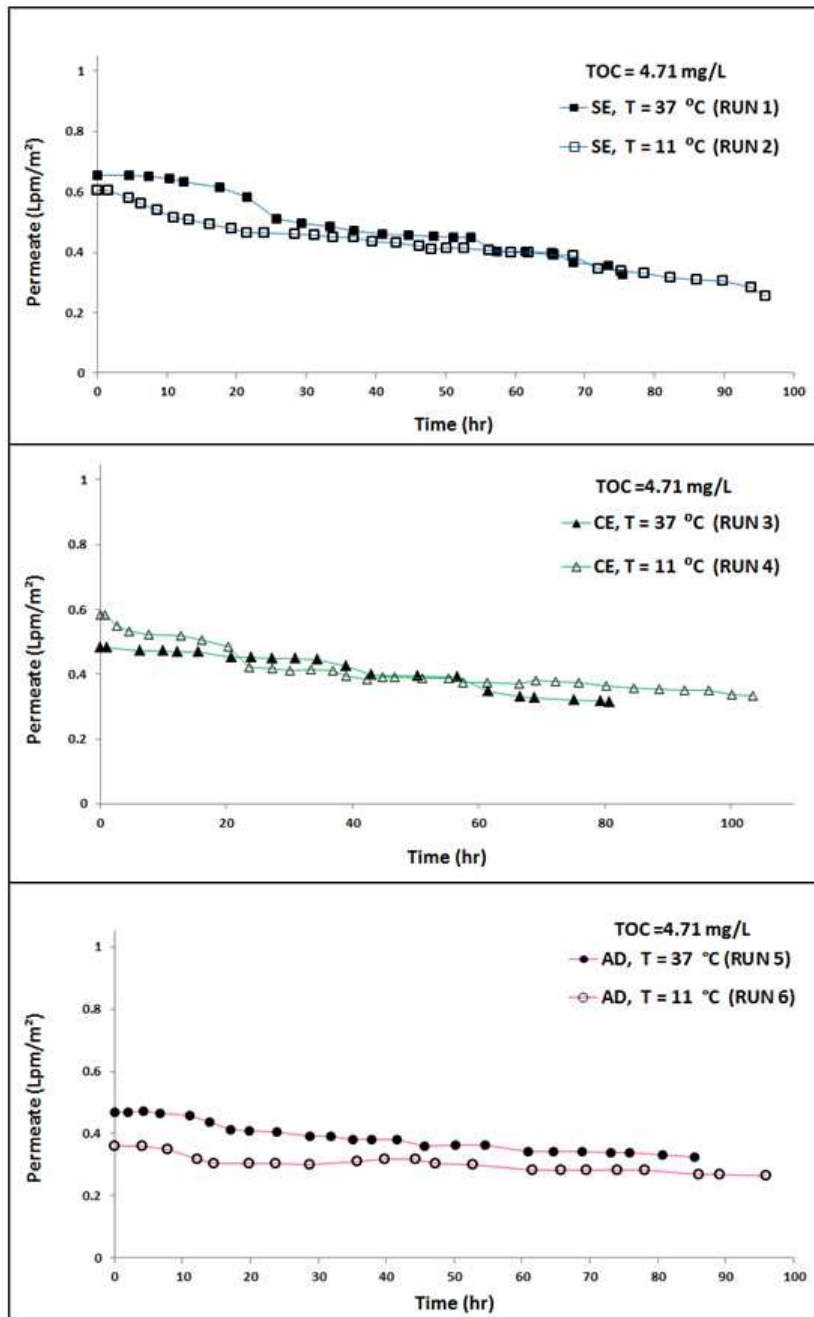 TOC = 4.71 mg/L
SE, T = 37 °C (RUN 1)
SE, T = 11 °C (RUN 2)
Permeate (Lpm/m²)
1
0.8
0.6
0.4
0.2
0
0 10 20 30 40 50 60 70 80 90 100
Time (hr)
TOC =4.71 mg/L
CE, T = 37 °C (RUN 3)
CE, T = 11 °C (RUN 4)
Permeate (Lpm/m²)
1
0.8
0.6
0.4
0.2
0
0 20 40 60 80 100
Time (hr)
TOC =4.71 mg/L
AD, T = 37 °C (RUN 5)
AD, T = 11 °C (RUN 6)
Permeate (Lpm/m²)
1
0.8
0.6
0.4
0.2
0
0 10 20 30 40 50 60 70 80 90 100
Time (hr)